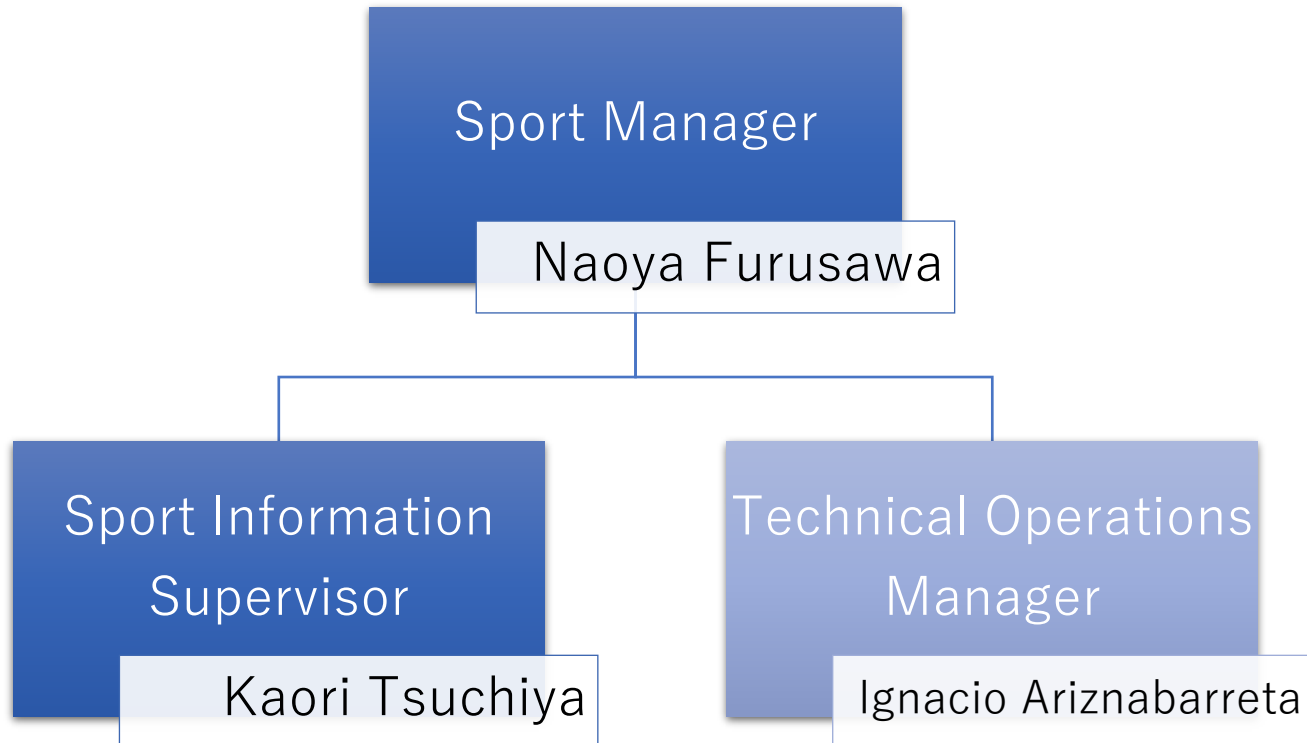 Sport Manager
Naoya Furusawa
Sport Information
Supervisor
Kaori Tsuchiya
Technical Operations
Manager
Ignacio Ariznabarreta